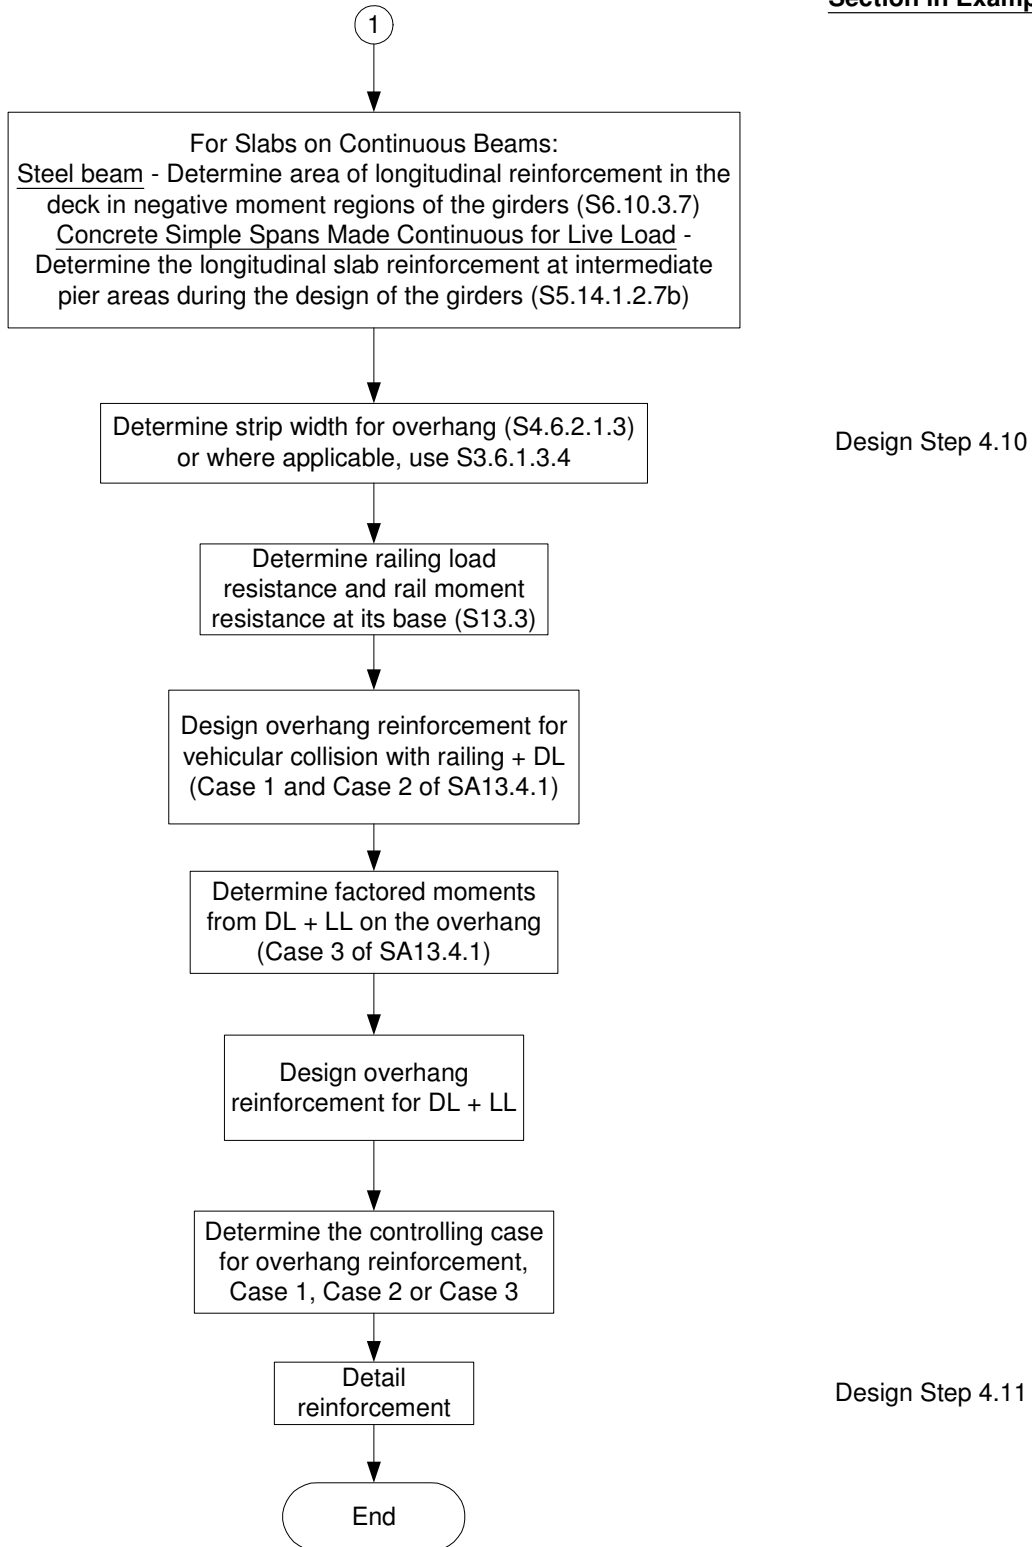 Section in Examp
1
For Slabs on Continuous Beams:
Steel beam - Determine area of longitudinal reinforcement in the
deck in negative moment regions of the girders (S6.10.3.7)
Concrete Simple Spans Made Continuous for Live Load -
Determine the longitudinal slab reinforcement at intermediate
pier areas during the design of the girders (S5.14.1.2.7b)
Determine strip width for overhang (S4.6.2.1.3)
or where applicable, use S3.6.1.3.4
Design Step 4.10
Determine railing load
resistance and rail moment
resistance at its base (S13.3)
Design overhang reinforcement for
vehicular collision with railing + DL
(Case 1 and Case 2 of SA13.4.1)
Determine factored moments
from DL + LL on the overhang
(Case 3 of SA13.4.1)
Design overhang
reinforcement for DL + LL
Determine the controlling case
for overhang reinforcement,
Case 1, Case 2 or Case 3
Detail
reinforcement
Design Step 4.11
End